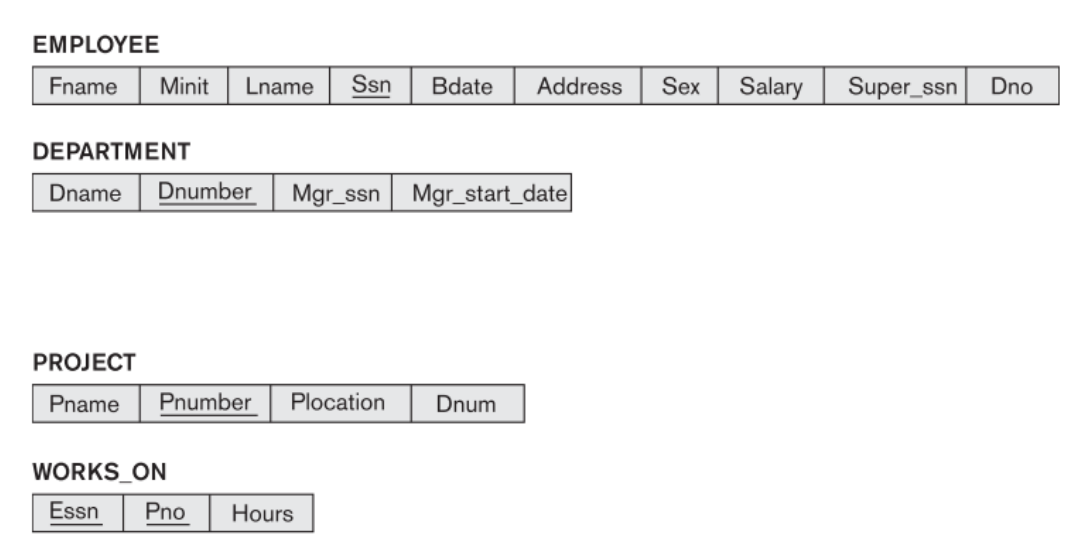 EMPLOYEE
Fname Minit Lname Ssn Bdate Address Sex Salary Super_ssn Dno
DEPARTMENT
Dname Dnumber Mgr_ssn Mgr_start_date
PROJECT
Pname Pnumber Plocation Dnum
WORKS_ON
Essn Pno Hours